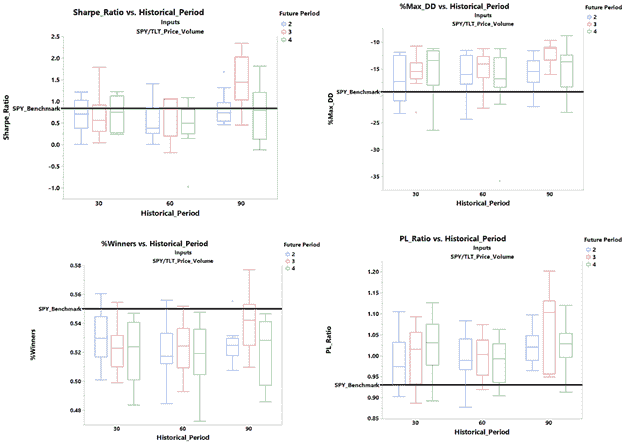 Sharpe_Ratio vs. Historical_Period
Inputs
SPY/TLT_Price_Volume
Future Period
2
3
4
2.5
2.0
1.5
1.0
SPY_Benchmark
0.5
0.0
-0.5
-1.0
Sharpe_Ratio
30
60
90
Historical_Period
%Max_DD vs. Historical_Period
Inputs
SPY/TLT_Price_Volume
Future Period
2
3
4
-10
-15
SPY_Benchmark
-25
-30
-35
%Max_DD
30
60
90
Historical_Period
%Winners vs. Historical_Period
Inputs
SPY/TLT_Price_Volume
Future Period
2
3
4
0.58
0.56
SPY_Benchmark
0.54
0.52
0.50
0.48
%Winners
30
60
90
Historical_Period
PL_Ratio vs. Historical_Period
Inputs
SPY/TLT_Price_Volume
Future Period
2
3
4
1.20
1.15
1.10
1.05
1.00
0.95
SPY_Benchmark
0.90
0.85
PL_Ratio
30
60
90
Historical_Period